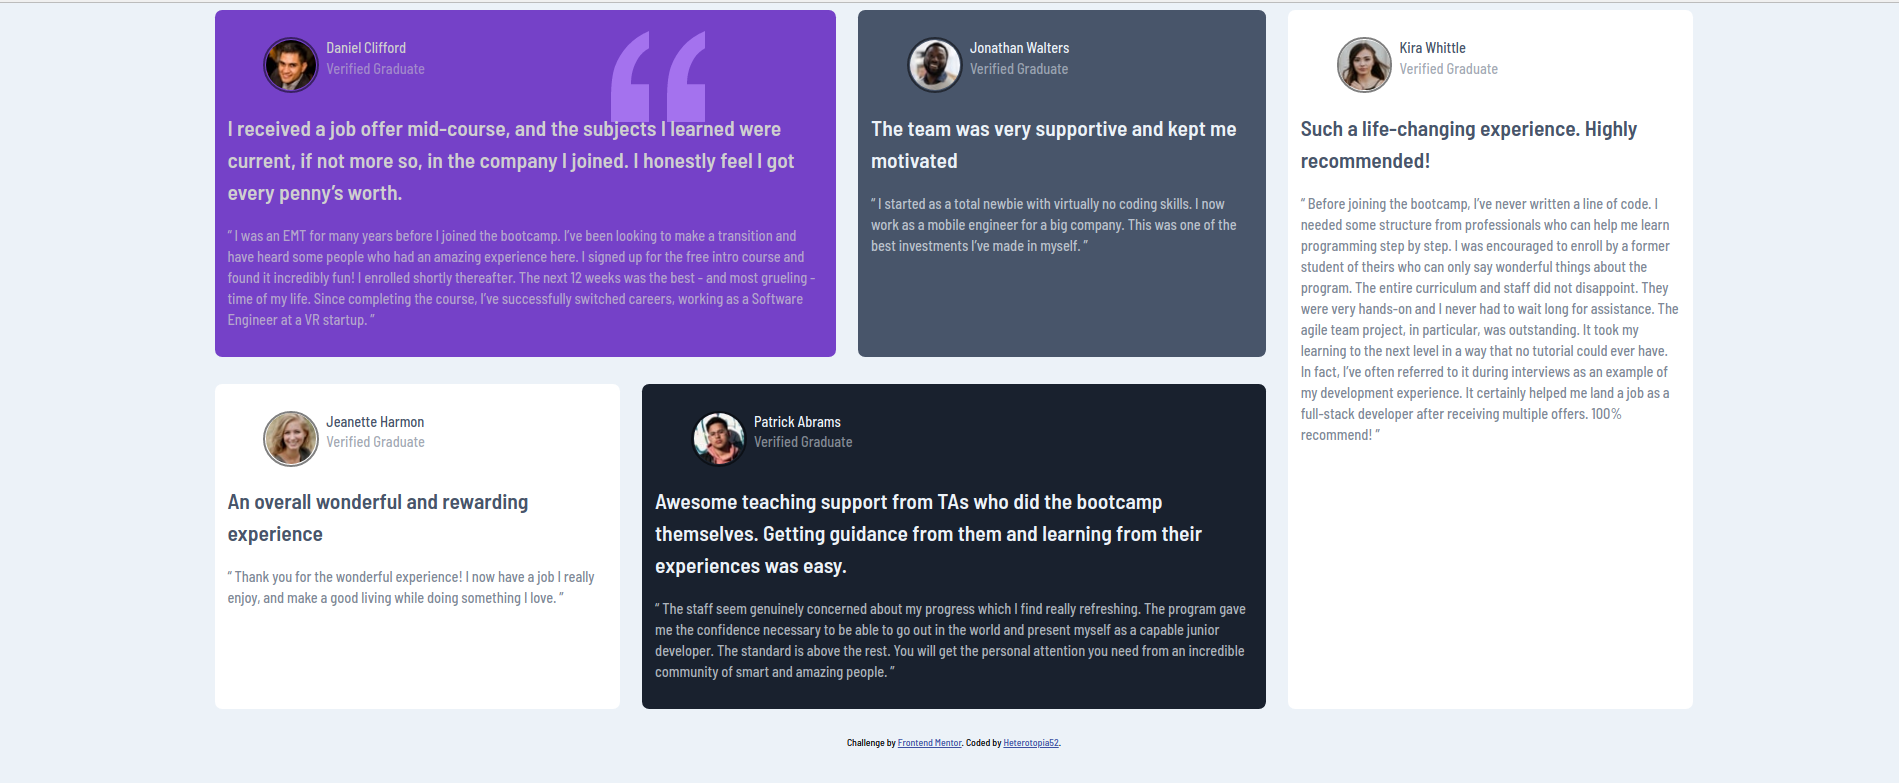 Daniel Clifford
Verified Graduate
I received a job offer mid-course, and the subjects I learned were
current, if not more so, in the company I joined. I honestly feel I got
every penny’s worth.
“ I was an EMT for many years before I joined the bootcamp. I’ve been looking to make a transition and
have heard some people who had an amazing experience here. I signed up for the free intro course and
found it incredibly fun! I enrolled shortly thereafter. The next 12 weeks was the best - and most grueling -
time of my life. Since completing the course, I’ve successfully switched careers, working as a Software
Engineer at a VR startup. ”
Jonathan Walters
Verified Graduate
The team was very supportive and kept me
motivated
“ I started as a total newbie with virtually no coding skills. I now
work as a mobile engineer for a big company. This was one of the
best investments I’ve made in myself. ”
Kira Whittle
Verified Graduate
Such a life-changing experience. Highly
recommended!
“ Before joining the bootcamp, I’ve never written a line of code. I
needed some structure from professionals who can help me learn
programming step by step. I was encouraged to enroll by a former
student of theirs who can only say wonderful things about the
program. The entire curriculum and staff did not disappoint. They
were very hands-on and I never had to wait long for assistance. The
agile team project, in particular, was outstanding. It took my
learning to the next level in a way that no tutorial could ever have.
In fact, I’ve often referred to it during interviews as an example of
my development experience. It certainly helped me land a job as a
full-stack developer after receiving multiple offers. 100%
recommend! ”
Jeanette Harmon
Verified Graduate
An overall wonderful and rewarding
experience
“ Thank you for the wonderful experience! I now have a job I really
enjoy, and make a good living while doing something I love. ”
Patrick Abrams
Verified Graduate
Awesome teaching support from TAs who did the bootcamp
themselves. Getting guidance from them and learning from their
experiences was easy.
“ The staff seem genuinely concerned about my progress which I find really refreshing. The program gave
me the confidence necessary to be able to go out in the world and present myself as a capable junior
developer. The standard is above the rest. You will get the personal attention you need from an incredible
community of smart and amazing people. ”
Challenge by Frontend Mentor. Coded by Heterotopia52.